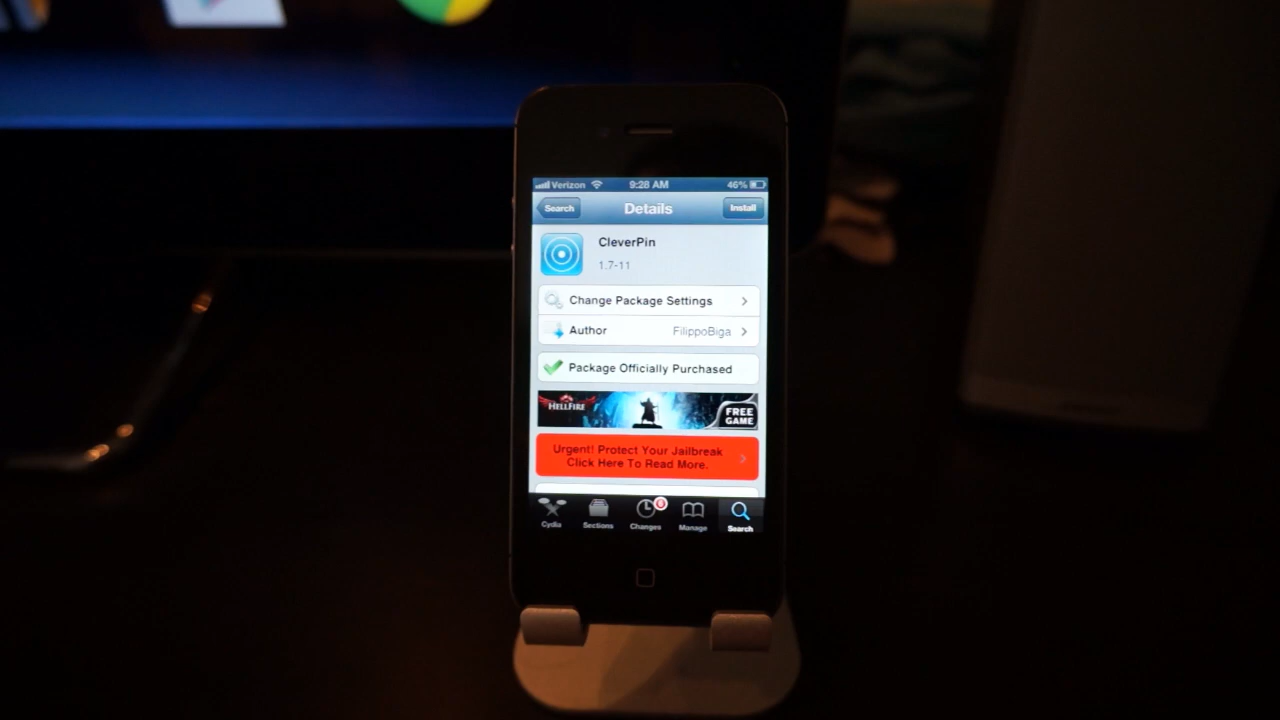 Verizon 9:28 AM 46%
Search Details Install
CleverPin
1.7-11
Change Package Settings
Author FilippoBiga
Package Officially Purchased
HELLFIRE
FREE
GAME
Urgent! Protect Your Jailbreak
Click Here To Read More.
6
Cydia Sections Changes Manage Search